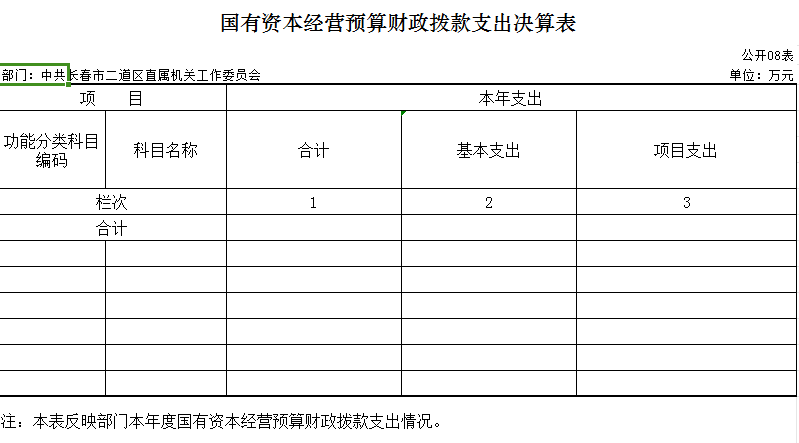 国有资本经营预算财政拨款支出决算表
公开08表
部门：中共长春市二道区直属机关工作委员会 单位：万元
项 目 本年支出
功能分类科目编码 科目名称 合计 基本支出 项目支出
栏次 1 2 3
合计
注：本表反映部门本年度国有资本经营预算财政拨款支出情况。